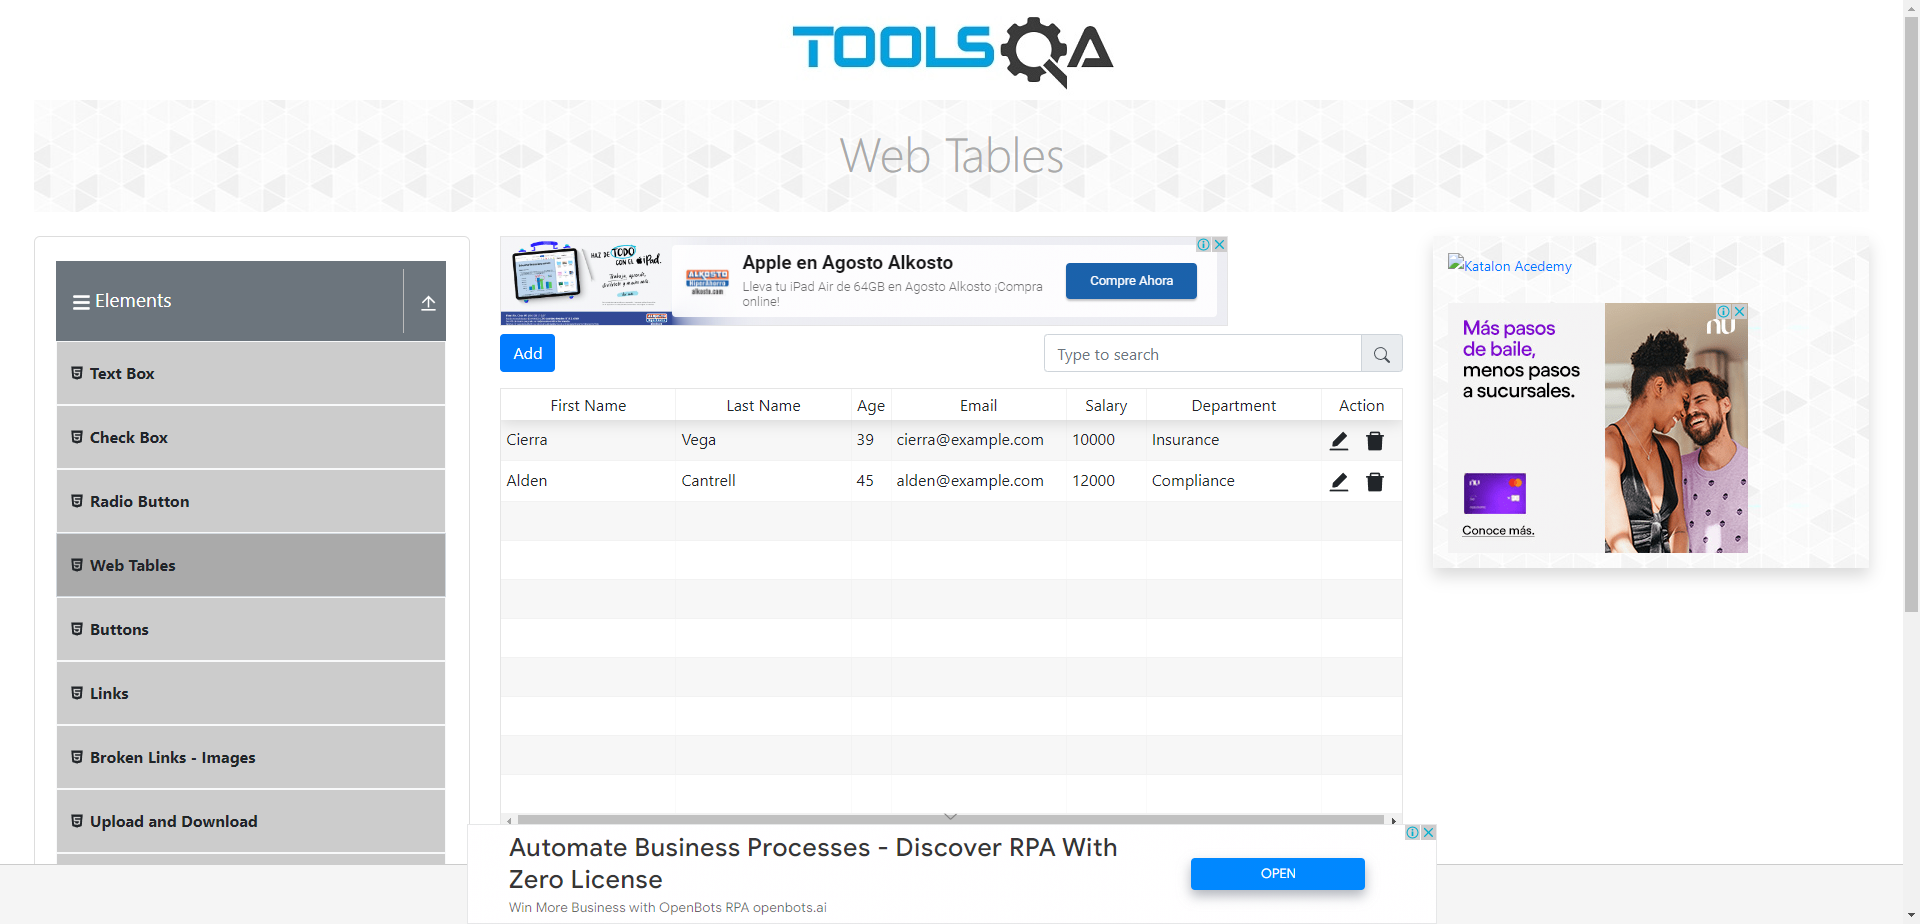 TOOLSQA
Web Tables
Elements
Text Box
Check Box
Radio Button
Web Tables
Buttons
Links
Broken Links - Images
Upload and Download
HAZ DE TODO
CON EL iPad.
ALKOSTO
HiperAhorro
alkosto.com
Apple en Agosto Alkosto
Lleva tu iPad Air de 64GB en Agosto Alkosto ¡Compra
online!
Compre Ahora
Add
Type to search
First Name Last Name Age Email Salary Department Action
Cierra Vega 39 cierra@example.com 10000 Insurance
Alden Cantrell 45 alden@example.com 12000 Compliance
Katalon Acedemy
Más pasos
de baile,
menos pasos
a sucursales.
nu
nu
Conoce más.
Automate Business Processes - Discover RPA With
Zero License
Win More Business with OpenBots RPA openbots.ai
OPEN